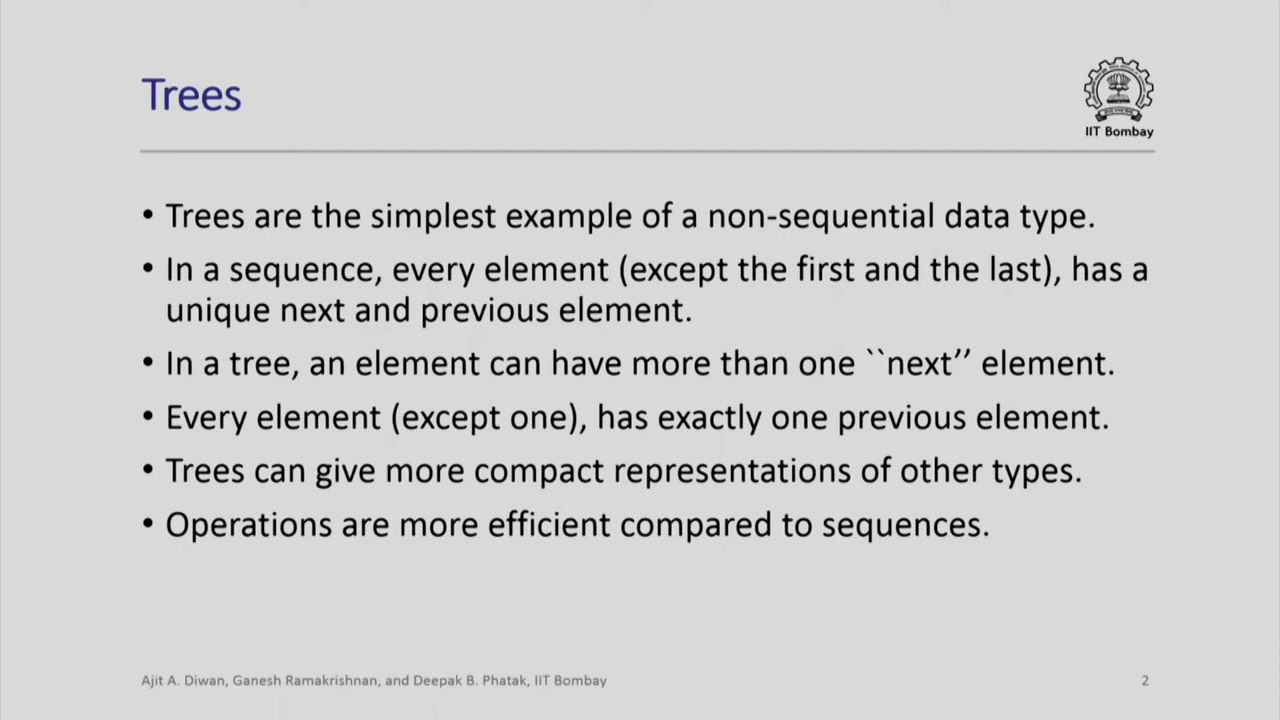 Trees
IIT Bombay
• Trees are the simplest example of a non-sequential data type.
• In a sequence, every element (except the first and the last), has a
unique next and previous element.
• In a tree, an element can have more than one ``next’’ element.
• Every element (except one), has exactly one previous element.
• Trees can give more compact representations of other types.
• Operations are more efficient compared to sequences.
Ajit A. Diwan, Ganesh Ramakrishnan, and Deepak B. Phatak, IIT Bombay
2